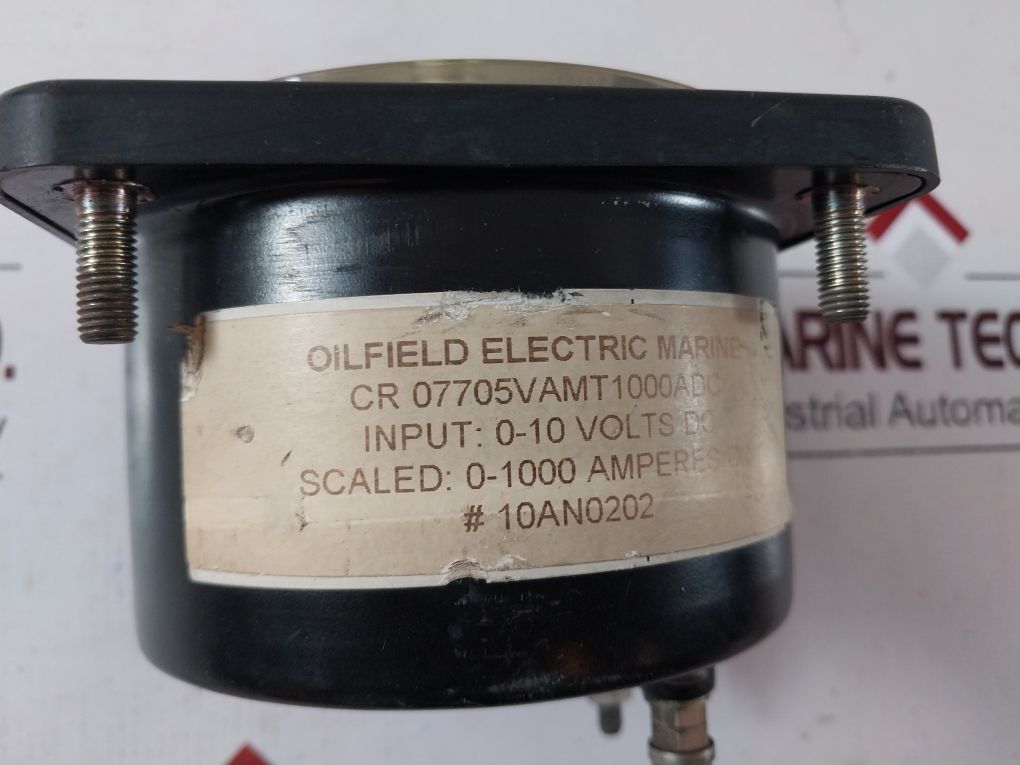 OILFIELD ELECTRIC MARINE
CR 07705VAMT1000ADC
INPUT: 0-10 VOLTS DC
SCALED: 0-1000 AMPERES
# 10AN0202
ARINE TEC
strial Automa